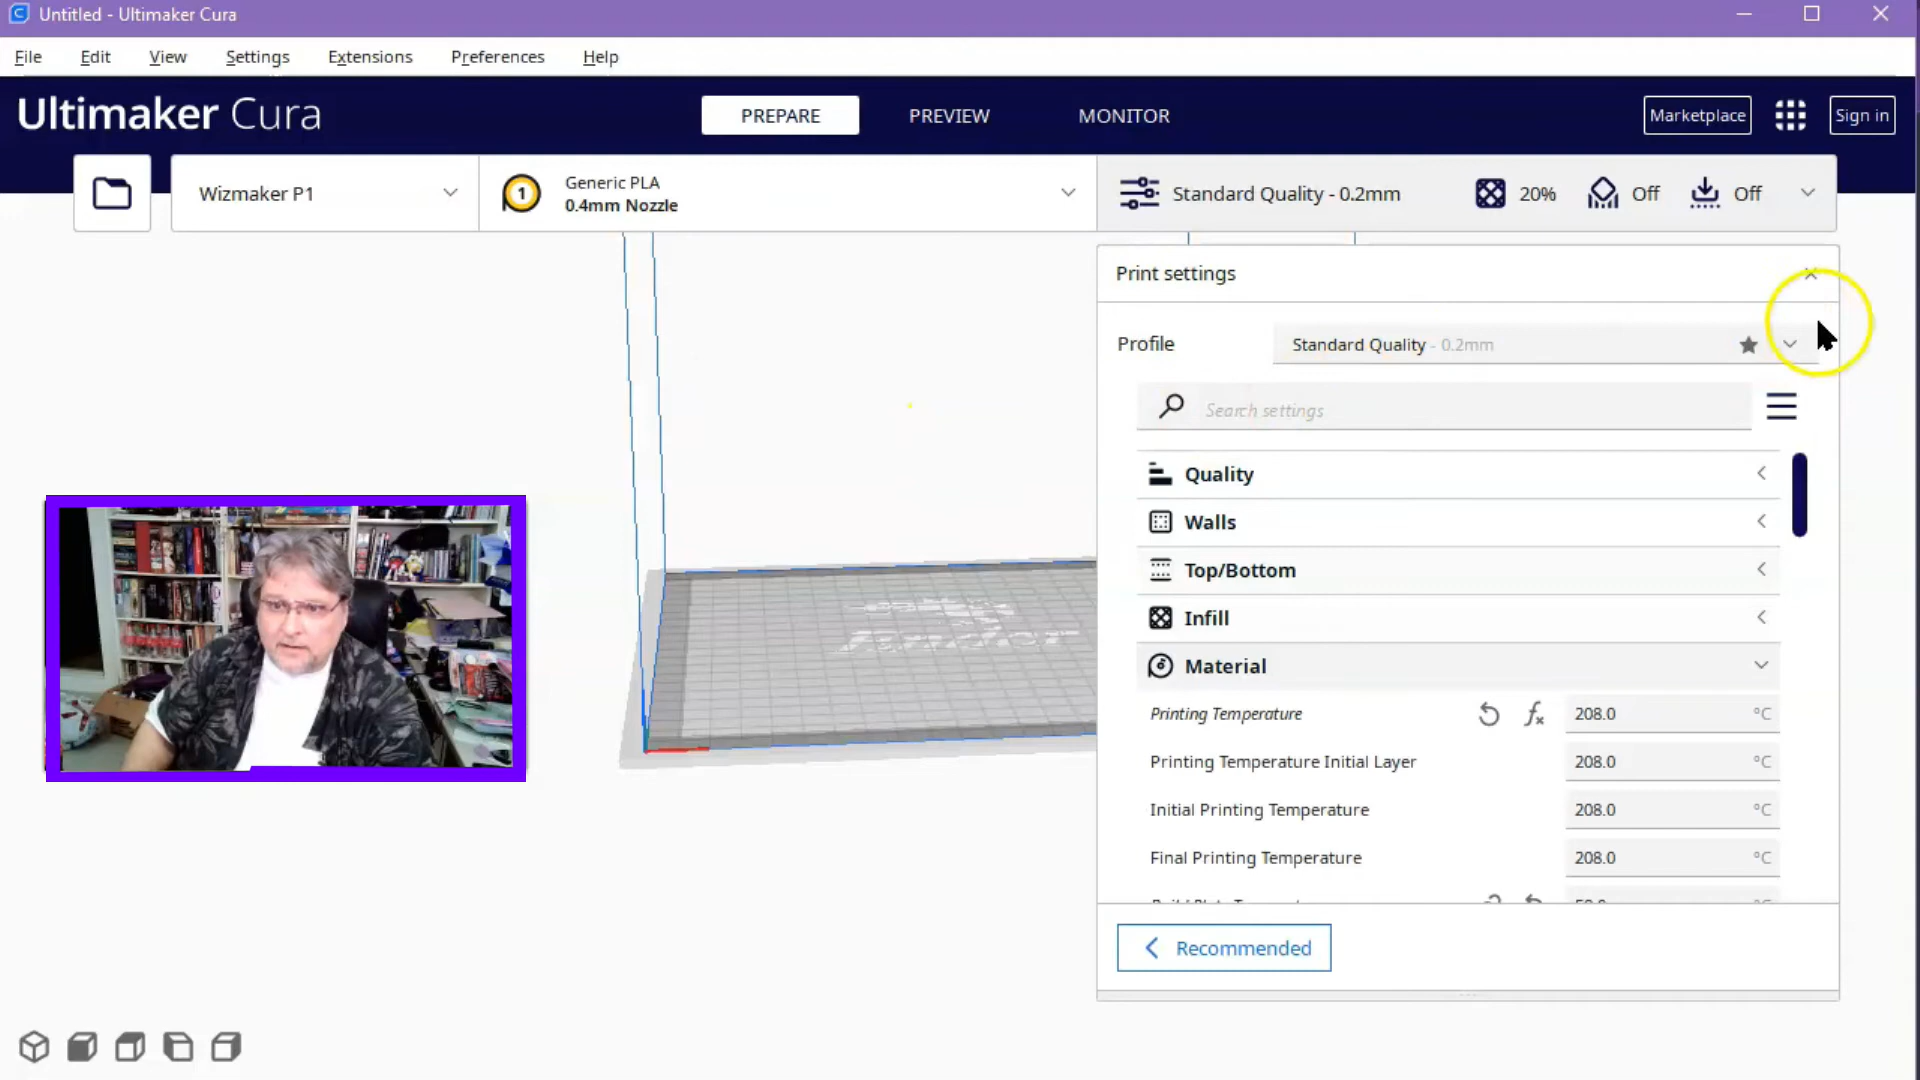 Untitled - Ultimaker Cura
File Edit View Settings Extensions Preferences Help
Ultimaker Cura
PREPARE PREVIEW MONITOR
Marketplace Sign in
Wizmaker P1
1
Generic PLA
0.4mm Nozzle
Standard Quality - 0.2mm 20% Off Off
Print settings
Profile Standard Quality - 0.2mm
Search settings
Quality
Walls
Top/Bottom
Infill
Material
Printing Temperature 208.0 °C
Printing Temperature Initial Layer 208.0 °C
Initial Printing Temperature 208.0 °C
Final Printing Temperature 208.0 °C
Recommended